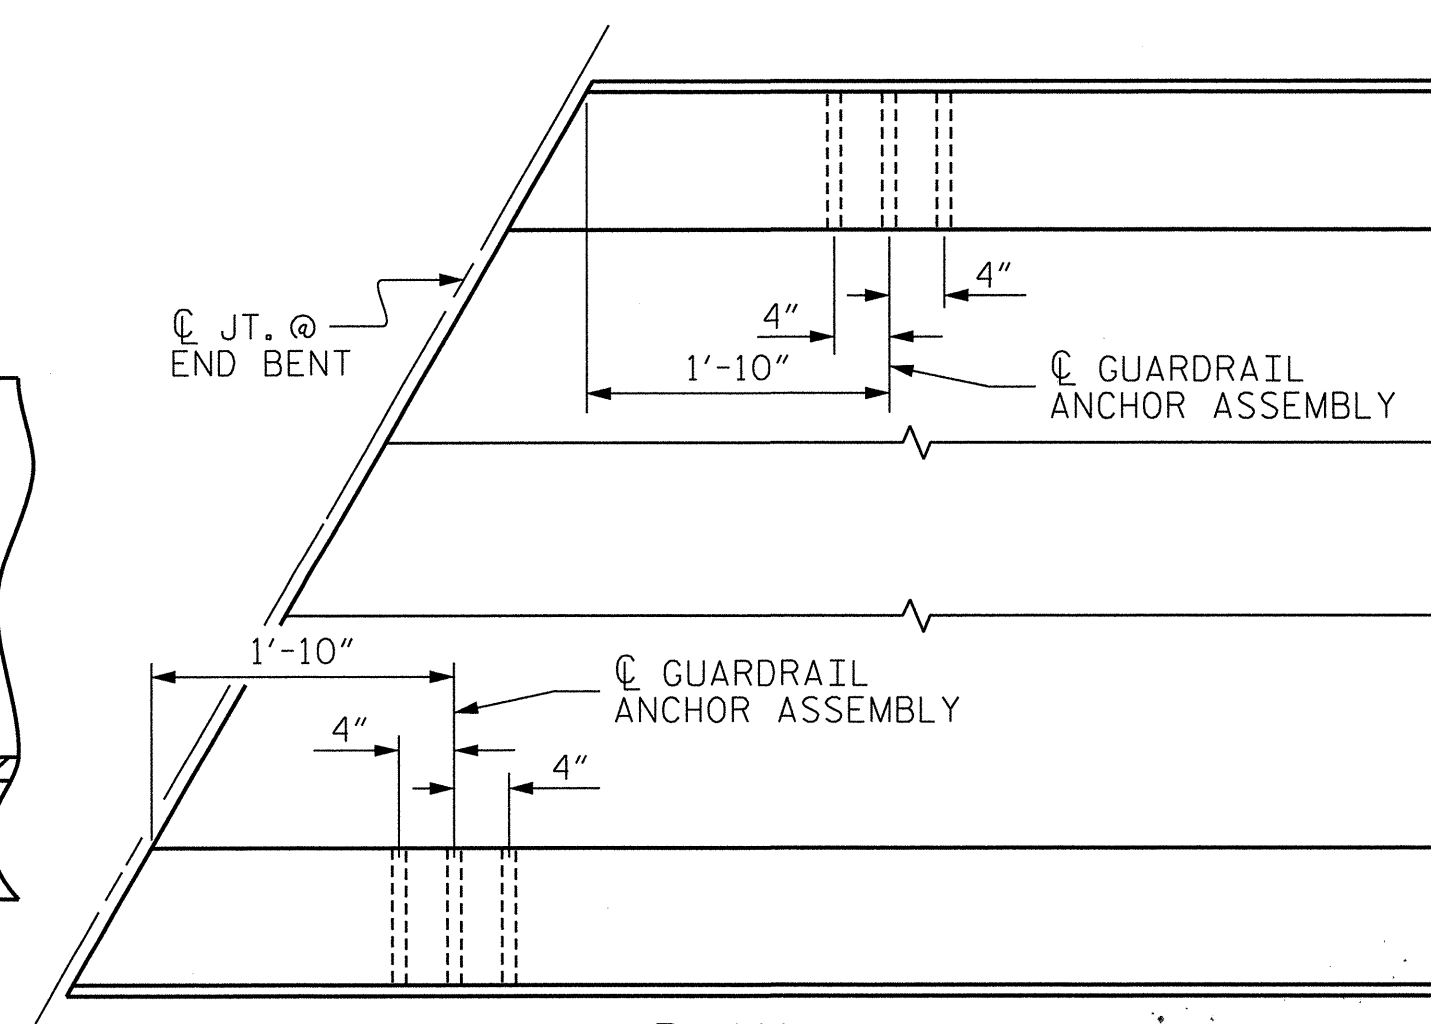 4"
℄ JT. @
END BENT
4"
1'-10"
℄ GUARDRAIL
ANCHOR ASSEMBLY
1'-10"
℄ GUARDRAIL
ANCHOR ASSEMBLY
4"
4"